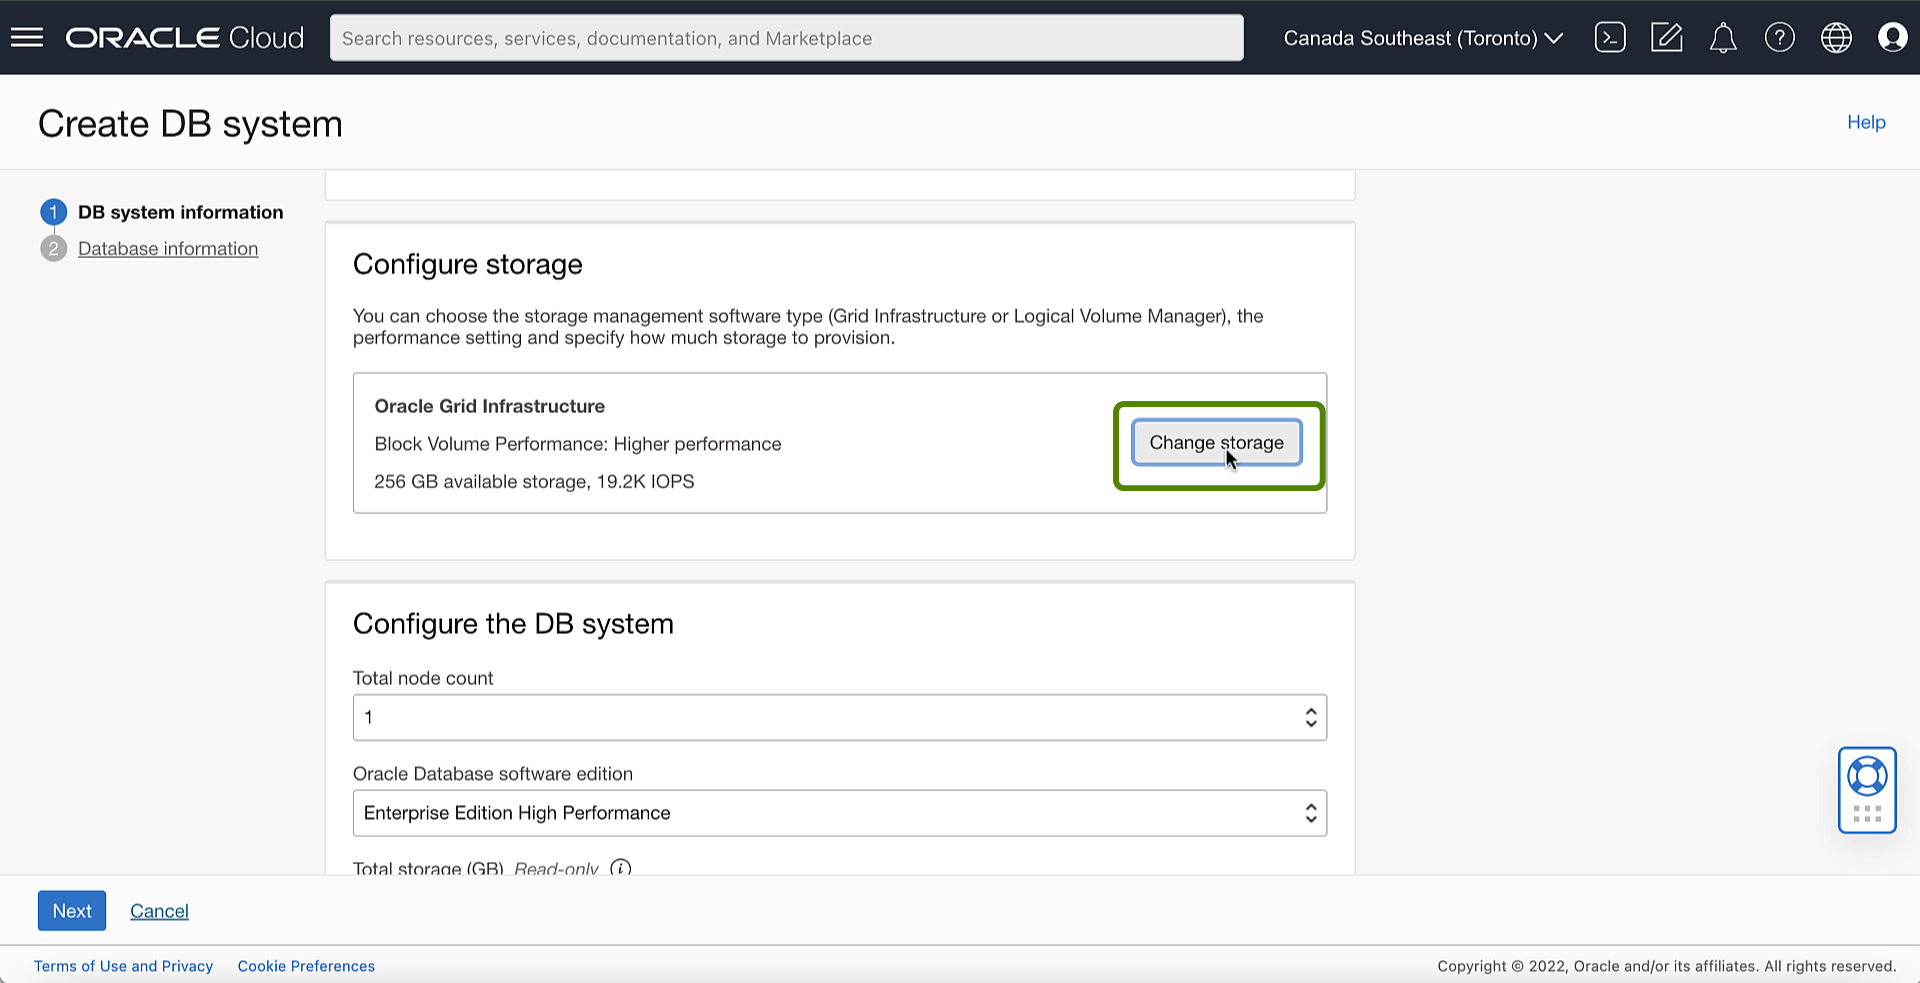 ORACLE Cloud
Search resources, services, documentation, and Marketplace
Canada Southeast (Toronto)
Create DB system
Help
1 DB system information
2 Database information
Configure storage
You can choose the storage management software type (Grid Infrastructure or Logical Volume Manager), the
performance setting and specify how much storage to provision.
Oracle Grid Infrastructure
Block Volume Performance: Higher performance
256 GB available storage, 19.2K IOPS
Change storage
Configure the DB system
Total node count
1
Oracle Database software edition
Enterprise Edition High Performance
Total storage (GB) Read-only
Next
Cancel
Terms of Use and Privacy
Cookie Preferences
Copyright © 2022, Oracle and/or its affiliates. All rights reserved.